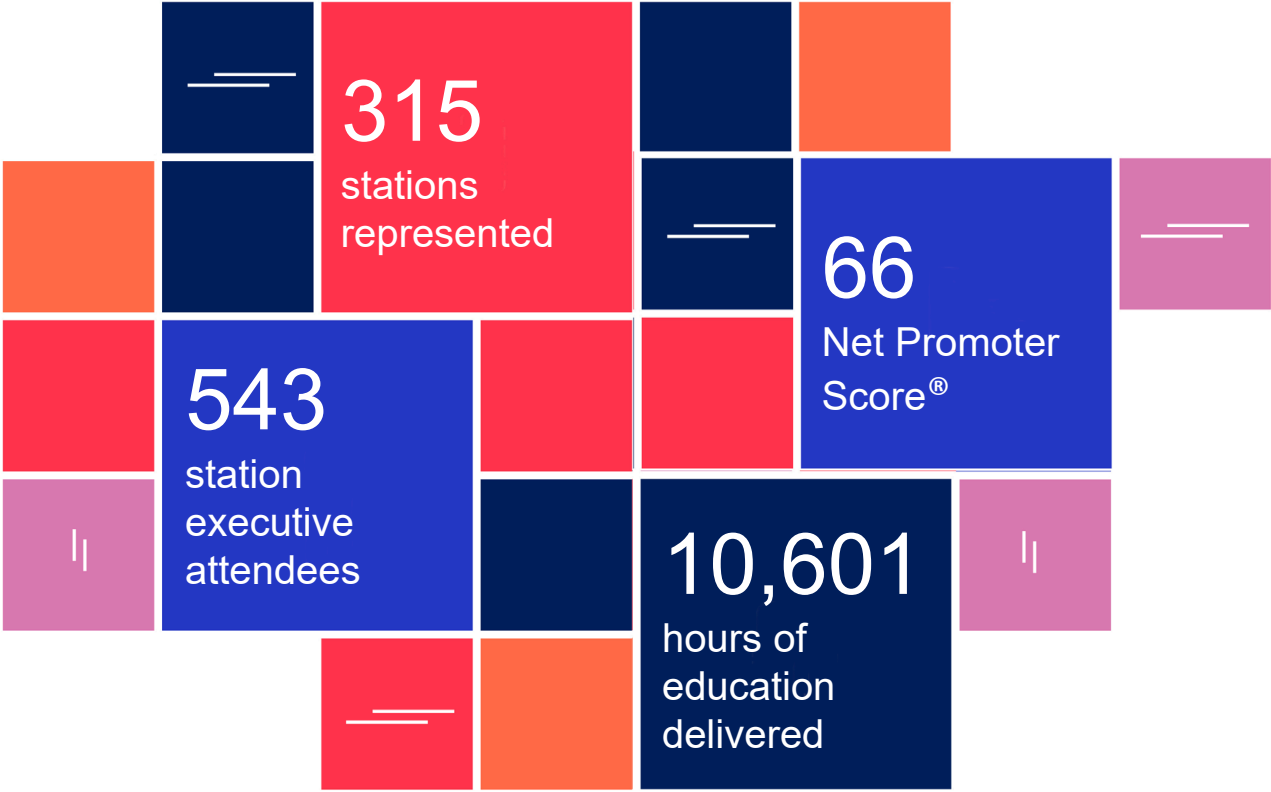 315
stations
represented
66
Net Promoter
Score®
543
station
executive
attendees
10,601
hours of
education
delivered